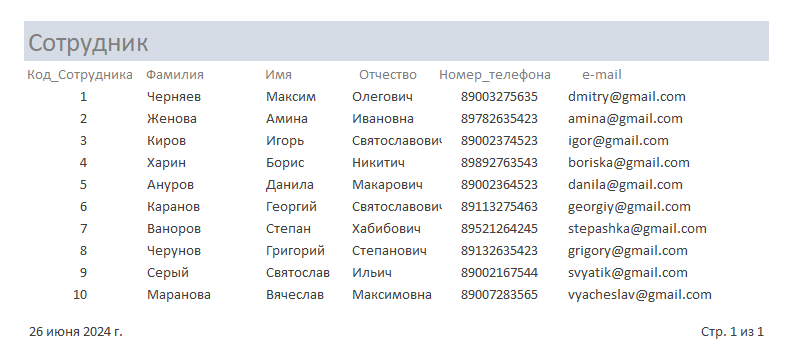 Сотрудник
Код_Сотрудника Фамилия Имя Отчество Номер_телефона e-mail
1 Черняев Максим Олегович 89003275635 dmitry@gmail.com
2 Женова Амина Ивановна 89782635423 amina@gmail.com
3 Киров Игорь Святославович 89002374523 igor@gmail.com
4 Харин Борис Никитич 89892763543 boriska@gmail.com
5 Ануров Данила Макарович 89002364523 danila@gmail.com
6 Каранов Георгий Святославович 89113275463 georgiy@gmail.com
7 Ваноров Степан Хабибович 89521264245 stepashka@gmail.com
8 Черунов Григорий Степанович 89132635423 grigory@gmail.com
9 Серый Святослав Ильич 89002167544 svyatik@gmail.com
10 Маранова Вячеслав Максимовна 89007283565 vyacheslav@gmail.com
26 июня 2024 г. Стр. 1 из 1